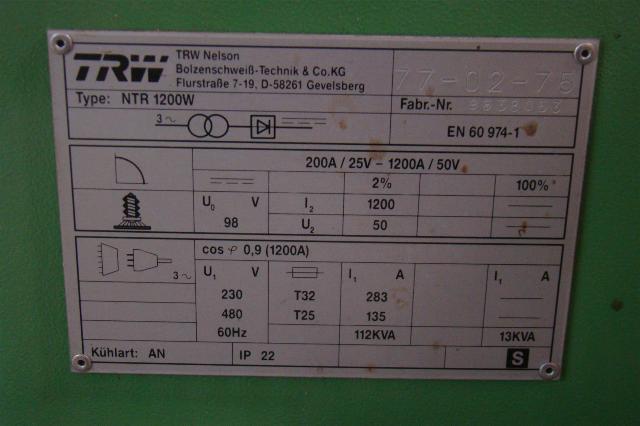 TRW
TRW Nelson
Bolzenschweiß-Technik & Co.KG
Flurstraße 7-19, D-58261 Gevelsberg
77-02-75
Type: NTR 1200W
Fabr.-Nr.
3~
EN 60 974-1
200A / 25V – 1200A / 50V
2% 100%
U₀ V I₂ 1200
98 U₂ 50
cos φ 0,9 (1200A)
3~ U₁ V I₁ A I₁ A
230 T32 283
480 T25 135
60Hz 112KVA 13KVA
Kühlart: AN IP 22 S